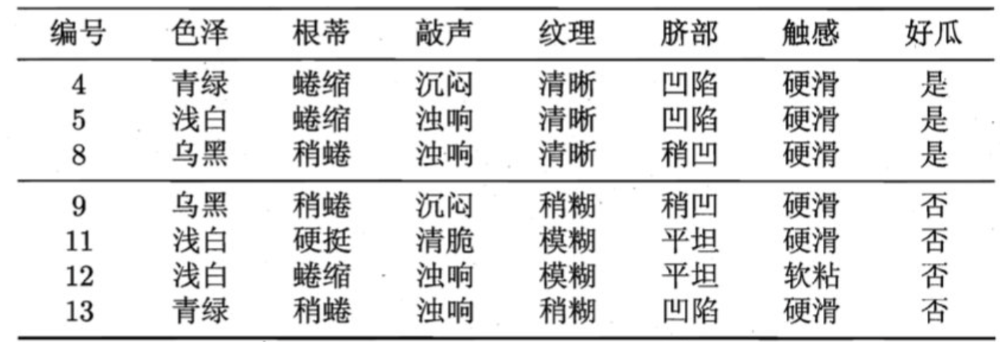 编号 色泽 根蒂 敲声 纹理 脐部 触感 好瓜
4 青绿 蜷缩 沉闷 清晰 凹陷 硬滑 是
5 浅白 蜷缩 浊响 清晰 凹陷 硬滑 是
8 乌黑 稍蜷 浊响 清晰 稍凹 硬滑 是
9 乌黑 稍蜷 沉闷 稍糊 稍凹 硬滑 否
11 浅白 硬挺 清脆 模糊 平坦 硬滑 否
12 浅白 蜷缩 浊响 模糊 平坦 软粘 否
13 青绿 稍蜷 浊响 稍糊 凹陷 硬滑 否